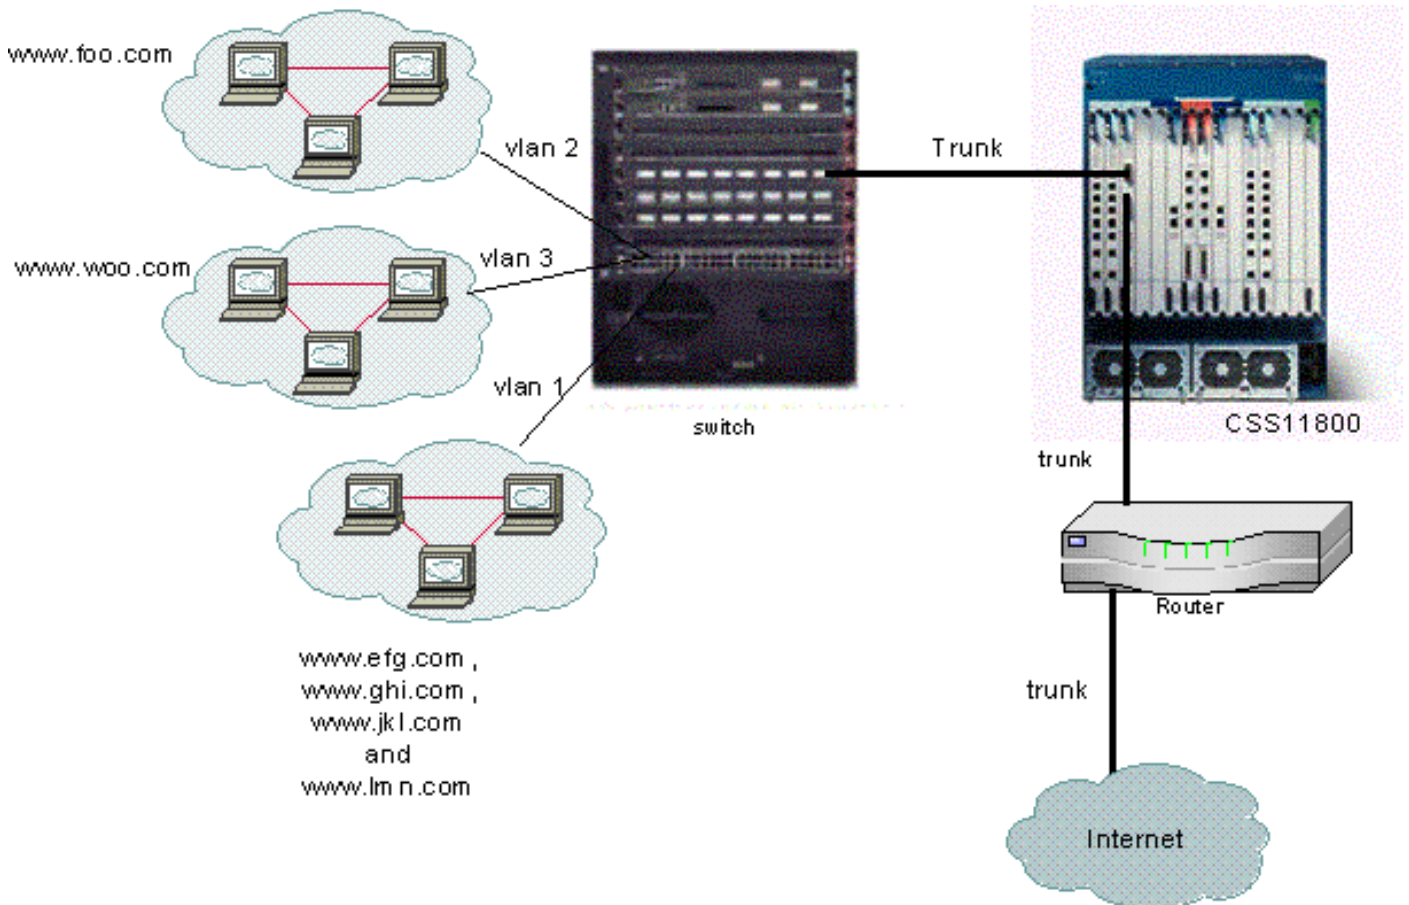 www.foo.com
vlan 2
Trunk
www.woo.com
vlan 3
vlan 1
switch
CSS11800
trunk
Router
www.efg.com ,
www.ghi.com ,
www.jkl.com
and
www.lmn.com
trunk
Internet